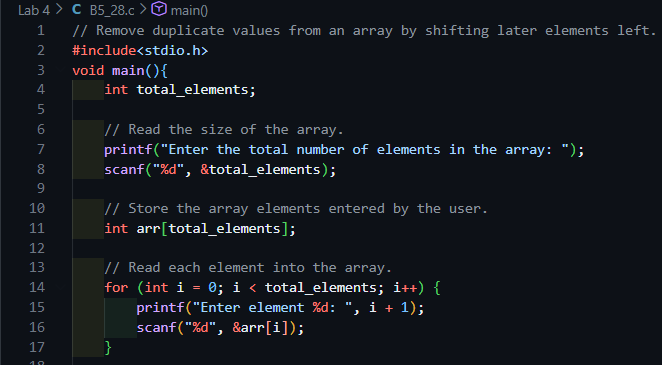 Lab 4 > C B5_28.c > main()
1 // Remove duplicate values from an array by shifting later elements left.
2 #include<stdio.h>
3 void main(){
4     int total_elements;
5
6     // Read the size of the array.
7     printf("Enter the total number of elements in the array: ");
8     scanf("%d", &total_elements);
9
10     // Store the array elements entered by the user.
11     int arr[total_elements];
12
13     // Read each element into the array.
14     for (int i = 0; i < total_elements; i++) {
15         printf("Enter element %d: ", i + 1);
16         scanf("%d", &arr[i]);
17     }